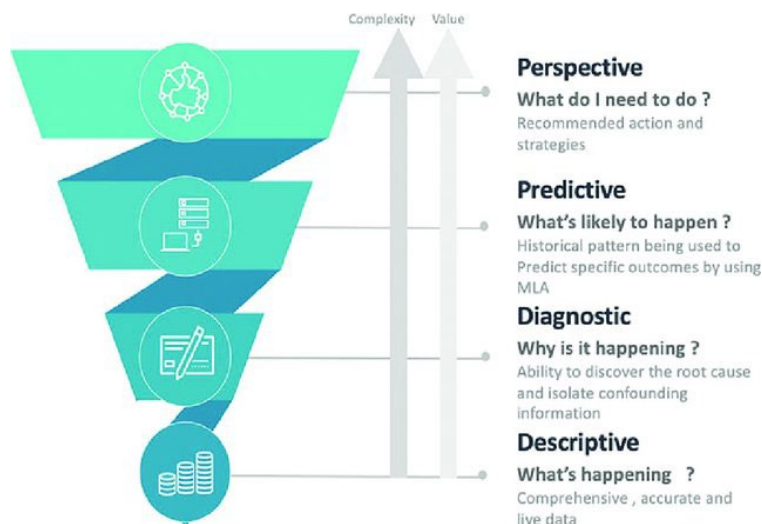 Complexity Value
Perspective
What do I need to do ?
Recommended action and
strategies
Predictive
What's likely to happen ?
Historical pattern being used to
Predict specific outcomes by using
MLA
Diagnostic
Why is it happening ?
Ability to discover the root cause
and isolate confounding
information
Descriptive
What's happening ?
Comprehensive , accurate and
live data